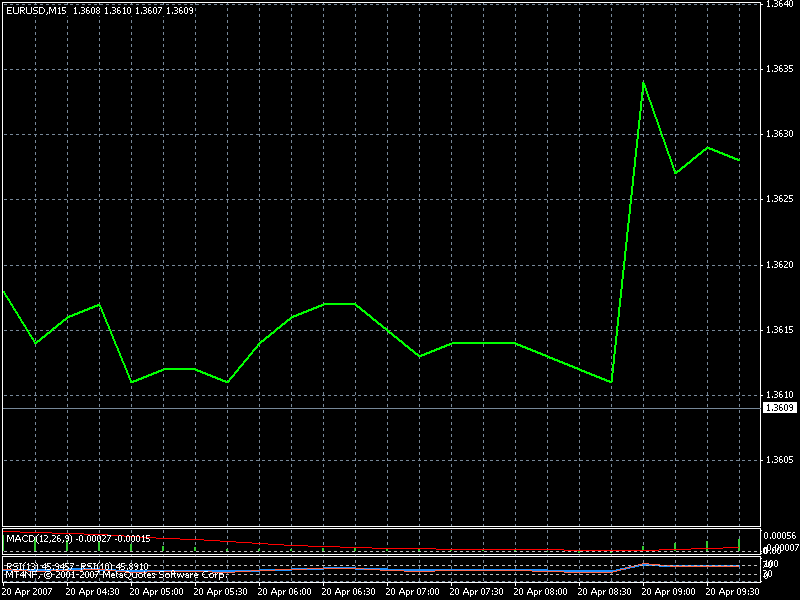 EURUSD,M15 1.3608 1.3610 1.3607 1.3609
1.3640
1.3635
1.3630
1.3625
1.3620
1.3615
1.3610
1.3609
1.3605
MACD(12,26,9) -0.00027 -0.00015
0.00056
RSI(13) 45.9457 RSI(10) 45.8910
MT4NF, © 2001-2007 MetaQuotes Software Corp.
20 Apr 2007 20 Apr 04:30 20 Apr 05:00 20 Apr 05:30 20 Apr 06:00 20 Apr 06:30 20 Apr 07:00 20 Apr 07:30 20 Apr 08:00 20 Apr 08:30 20 Apr 09:00 20 Apr 09:30